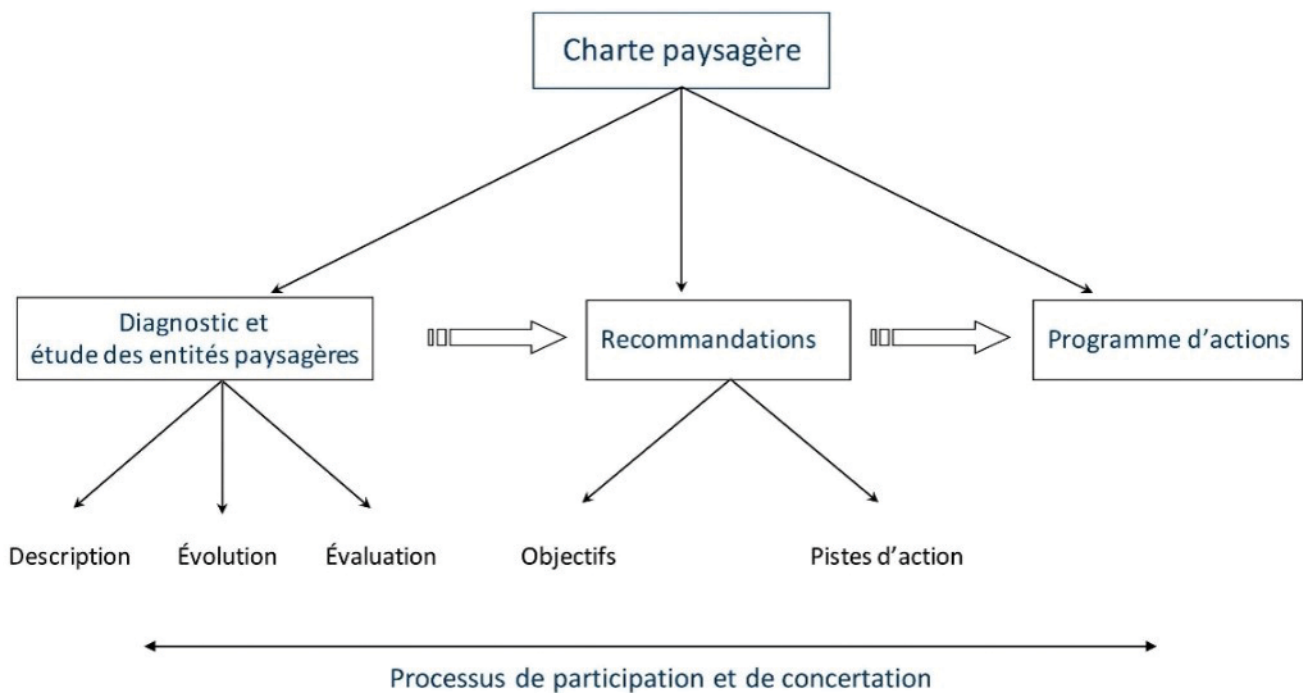 Charte paysagère
Diagnostic et
étude des entités paysagères
Recommandations
Programme d'actions
Description
Évolution
Évaluation
Objectifs
Pistes d'action
Processus de participation et de concertation